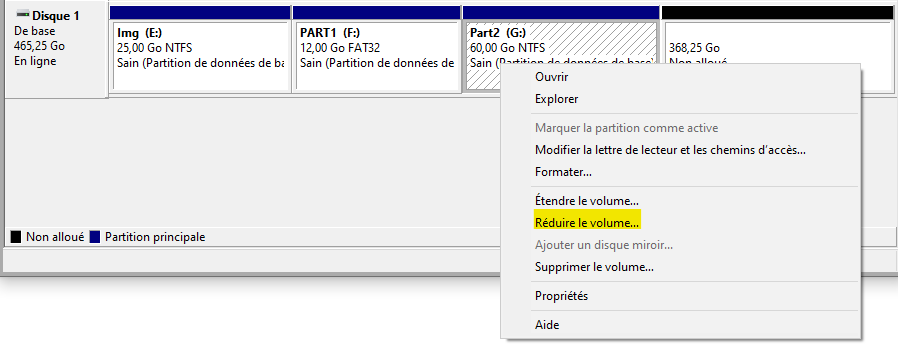 Disque 1
De base
465,25 Go
En ligne
Img (E:)
25,00 Go NTFS
Sain (Partition de données de ba
PART1 (F:)
12,00 Go FAT32
Sain (Partition de données de
Part2 (G:)
60,00 Go NTFS
Sain (Partition de données de base)
368,25 Go
Non alloué
Ouvrir
Explorer
Marquer la partition comme active
Modifier la lettre de lecteur et les chemins d’accès...
Formater...
Étendre le volume...
Réduire le volume...
Ajouter un disque miroir...
Supprimer le volume...
Propriétés
Aide
Non alloué
Partition principale